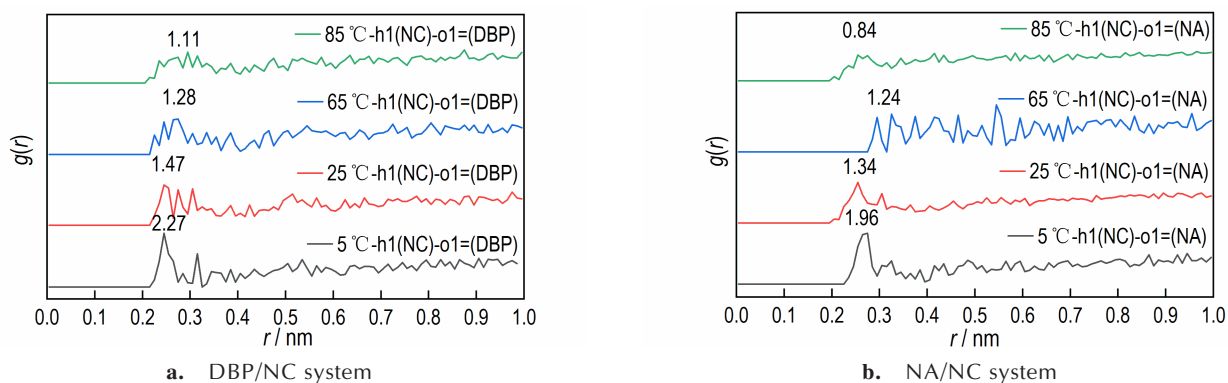 85 ℃-h1(NC)-o1=(DBP)
1.11
65 ℃-h1(NC)-o1=(DBP)
1.28
25 ℃-h1(NC)-o1=(DBP)
1.47
5 ℃-h1(NC)-o1=(DBP)
2.27
g(r)
0.0 0.1 0.2 0.3 0.4 0.5 0.6 0.7 0.8 0.9 1.0
r / nm
a. DBP/NC system
85 ℃-h1(NC)-o1=(NA)
0.84
65 ℃-h1(NC)-o1=(NA)
1.24
25 ℃-h1(NC)-o1=(NA)
1.34
5 ℃-h1(NC)-o1=(NA)
1.96
g(r)
0.0 0.1 0.2 0.3 0.4 0.5 0.6 0.7 0.8 0.9 1.0
r / nm
b. NA/NC system